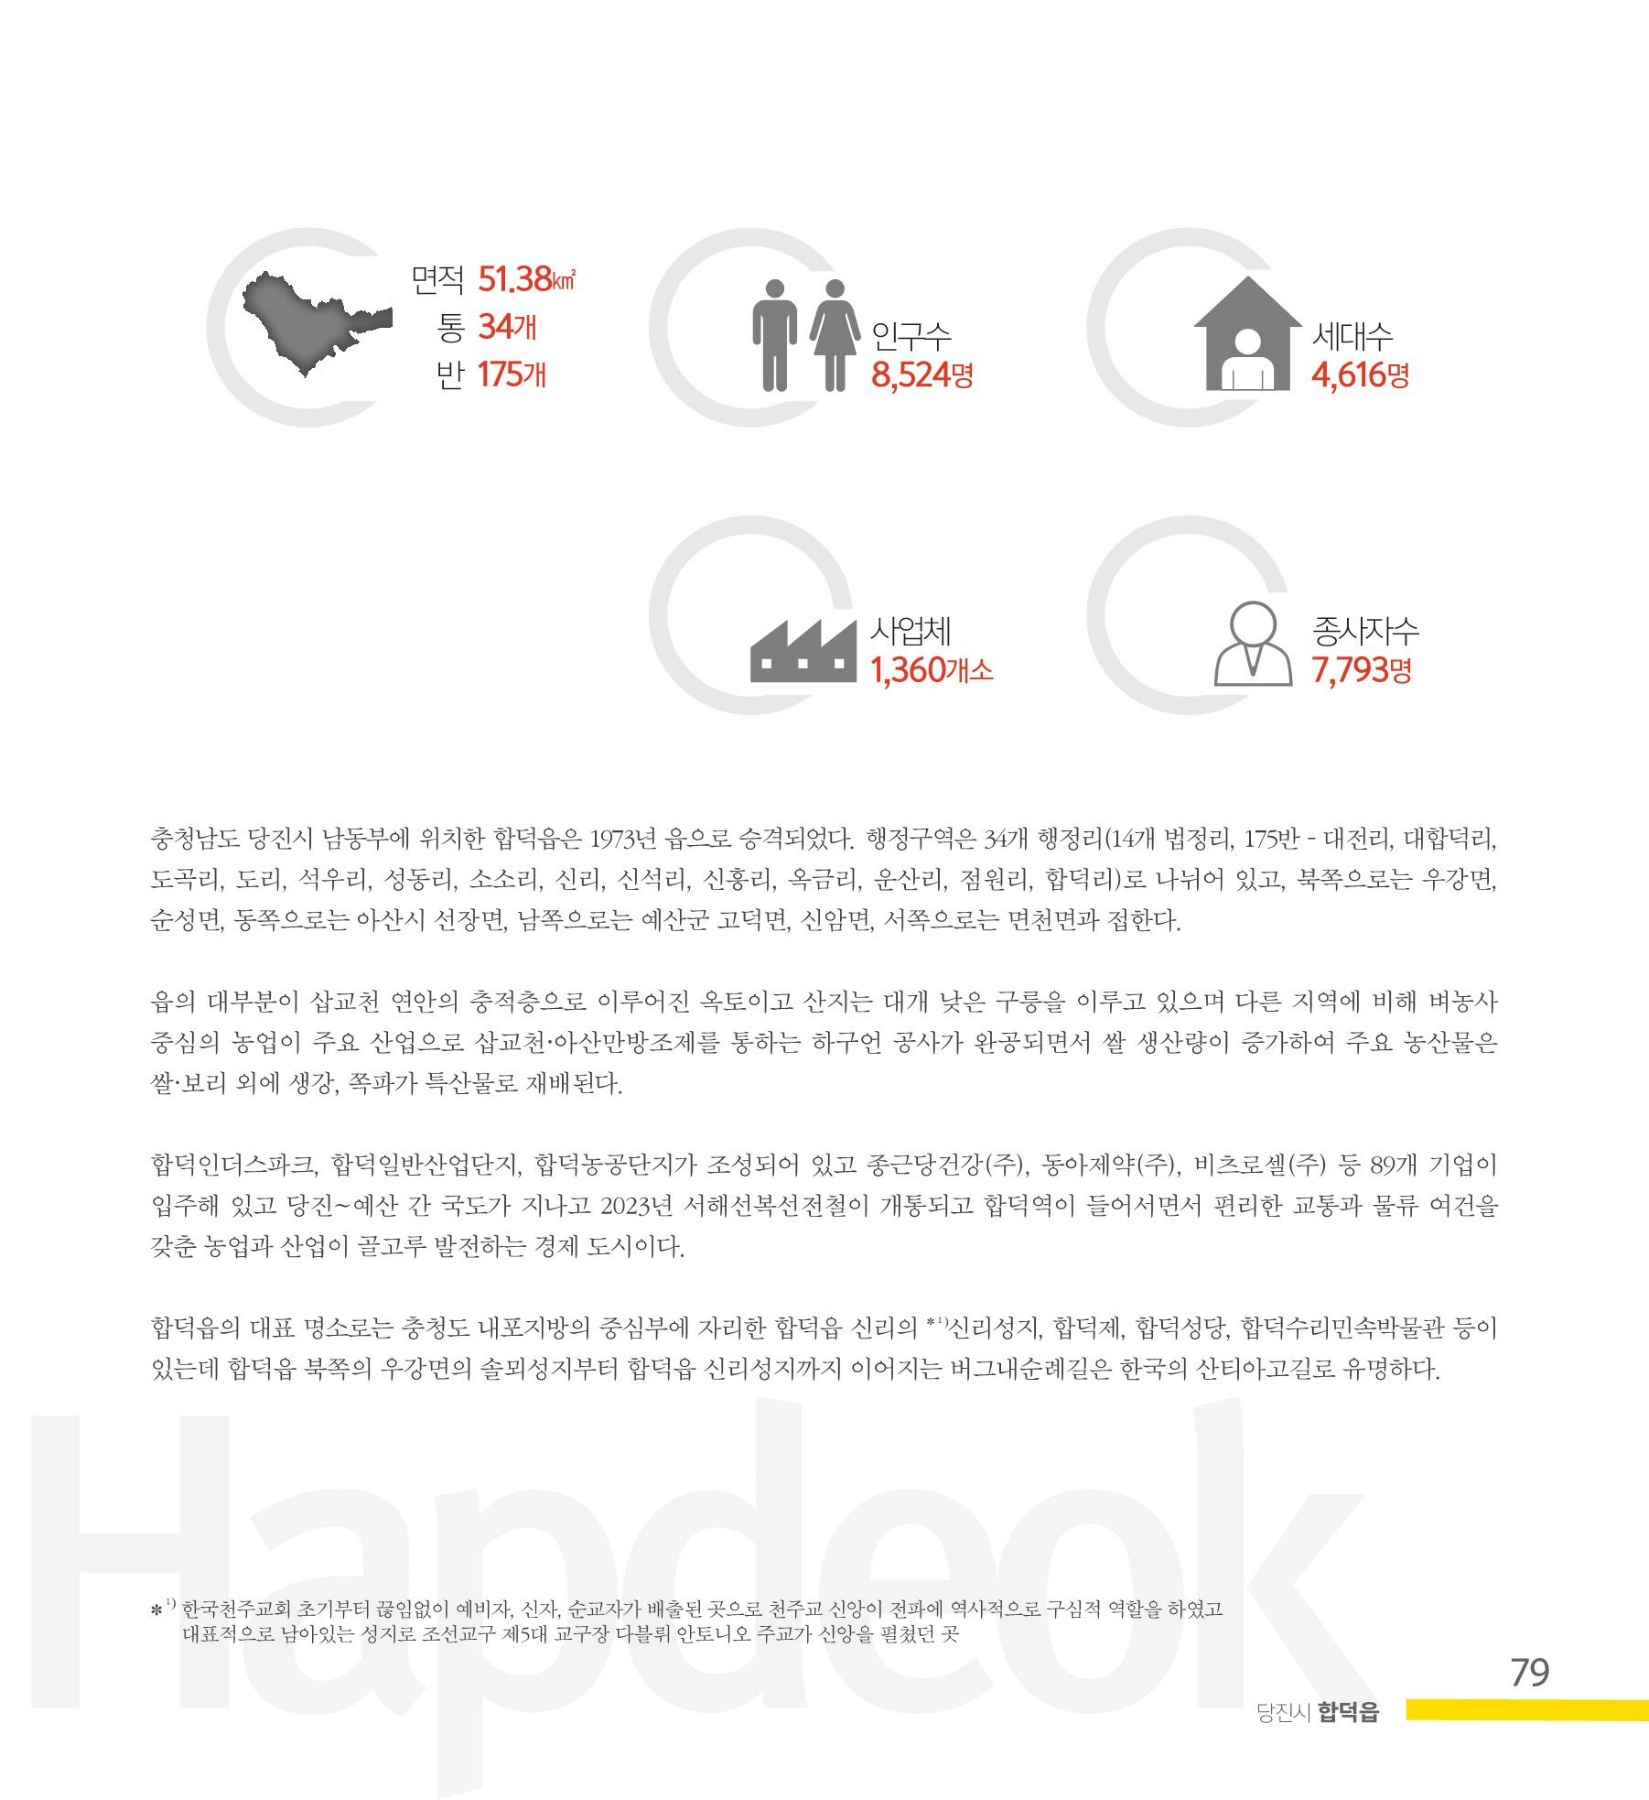 면적 51.38㎢
통 34개
반 175개
인구수
8,524명
세대수
4,616명
사업체
1,360개소
종사자수
7,793명
충청남도 당진시 남동부에 위치한 합덕읍은 1973년 읍으로 승격되었다. 행정구역은 34개 행정리(14개 법정리, 175반 - 대전리, 대합덕리,
도곡리, 도리, 석우리, 성동리, 소소리, 신리, 신석리, 신흥리, 옥금리, 운산리, 점원리, 합덕리)로 나뉘어 있고, 북쪽으로는 우강면,
순성면, 동쪽으로는 아산시 선장면, 남쪽으로는 예산군 고덕면, 신암면, 서쪽으로는 면천면과 접한다.
읍의 대부분이 삽교천 연안의 충적층으로 이루어진 옥토이고 산지는 대개 낮은 구릉을 이루고 있으며 다른 지역에 비해 벼농사
중심의 농업이 주요 산업으로 삽교천·아산만방조제를 통하는 하구언 공사가 완공되면서 쌀 생산량이 증가하여 주요 농산물은
쌀·보리 외에 생강, 쪽파가 특산물로 재배된다.
합덕인더스파크, 합덕일반산업단지, 합덕농공단지가 조성되어 있고 종근당건강(주), 동아제약(주), 비츠로셀(주) 등 89개 기업이
입주해 있고 당진~예산 간 국도가 지나고 2023년 서해선복선전철이 개통되고 합덕역이 들어서면서 편리한 교통과 물류 여건을
갖춘 농업과 산업이 골고루 발전하는 경제 도시이다.
합덕읍의 대표 명소로는 충청도 내포지방의 중심부에 자리한 합덕읍 신리의 *1)신리성지, 합덕제, 합덕성당, 합덕수리민속박물관 등이
있는데 합덕읍 북쪽의 우강면의 솔뫼성지부터 합덕읍 신리성지까지 이어지는 버그내순례길은 한국의 산티아고길로 유명하다.
Hapdeok
*1) 한국천주교회 초기부터 끊임없이 예비자, 신자, 순교자가 배출된 곳으로 천주교 신앙이 전파에 역사적으로 구심적 역할을 하였고
대표적으로 남아있는 성지로 조선교구 제5대 교구장 다블뤼 안토니오 주교가 신앙을 펼쳤던 곳
79
당진시 합덕읍